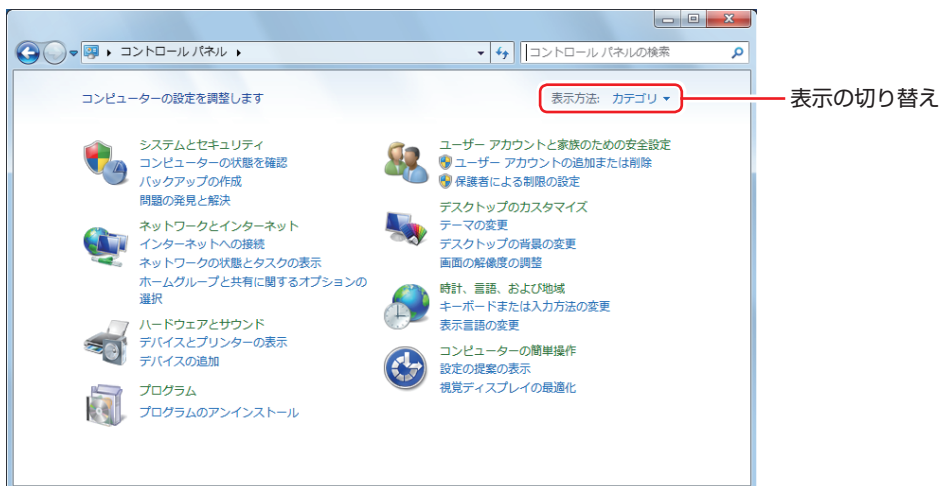 コントロール パネル
コントロール パネルの検索
コンピューターの設定を調整します
表示方法: カテゴリ
表示の切り替え
システムとセキュリティ
コンピューターの状態を確認
バックアップの作成
問題の発見と解決
ネットワークとインターネット
インターネットへの接続
ネットワークの状態とタスクの表示
ホームグループと共有に関するオプションの
選択
ハードウェアとサウンド
デバイスとプリンターの表示
デバイスの追加
プログラム
プログラムのアンインストール
ユーザー アカウントと家族のための安全設定
ユーザー アカウントの追加または削除
保護者による制限の設定
デスクトップのカスタマイズ
テーマの変更
デスクトップの背景の変更
画面の解像度の調整
時計、言語、および地域
キーボードまたは入力方法の変更
表示言語の変更
コンピューターの簡単操作
設定の提案の表示
視覚ディスプレイの最適化